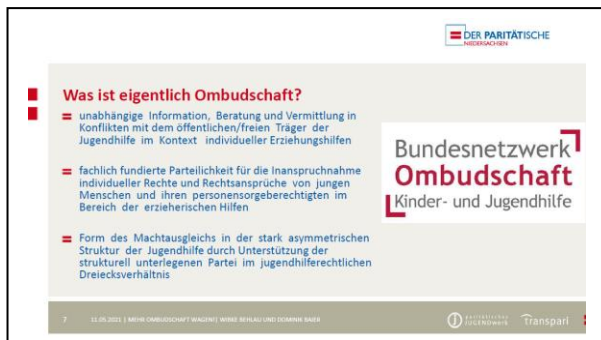 DER PARITÄTISCHE
NIEDERSACHSEN
Was ist eigentlich Ombudschaft?
unabhängige Information, Beratung und Vermittlung in
Konflikten mit dem öffentlichen/freien Träger der
Jugendhilfe im Kontext individueller Erziehungshilfen
fachlich fundierte Parteilichkeit für die Inanspruchnahme
individueller Rechte und Rechtsansprüche von jungen
Menschen und ihren personensorgeberechtigten im
Bereich der erzieherischen Hilfen
Form des Machtausgleichs in der stark asymmetrischen
Struktur der Jugendhilfe durch Unterstützung der
strukturell unterlegenen Partei im jugendhilferechtlichen
Dreiecksverhältnis
Bundesnetzwerk
Ombudschaft
Kinder- und Jugendhilfe
7 11.05.2021 | MEHR OMBUDSCHAFT WAGEN!| WINIE BEHLAU UND DOMINIK BAIER
paritätisches
JUGENDwerk
Transpari